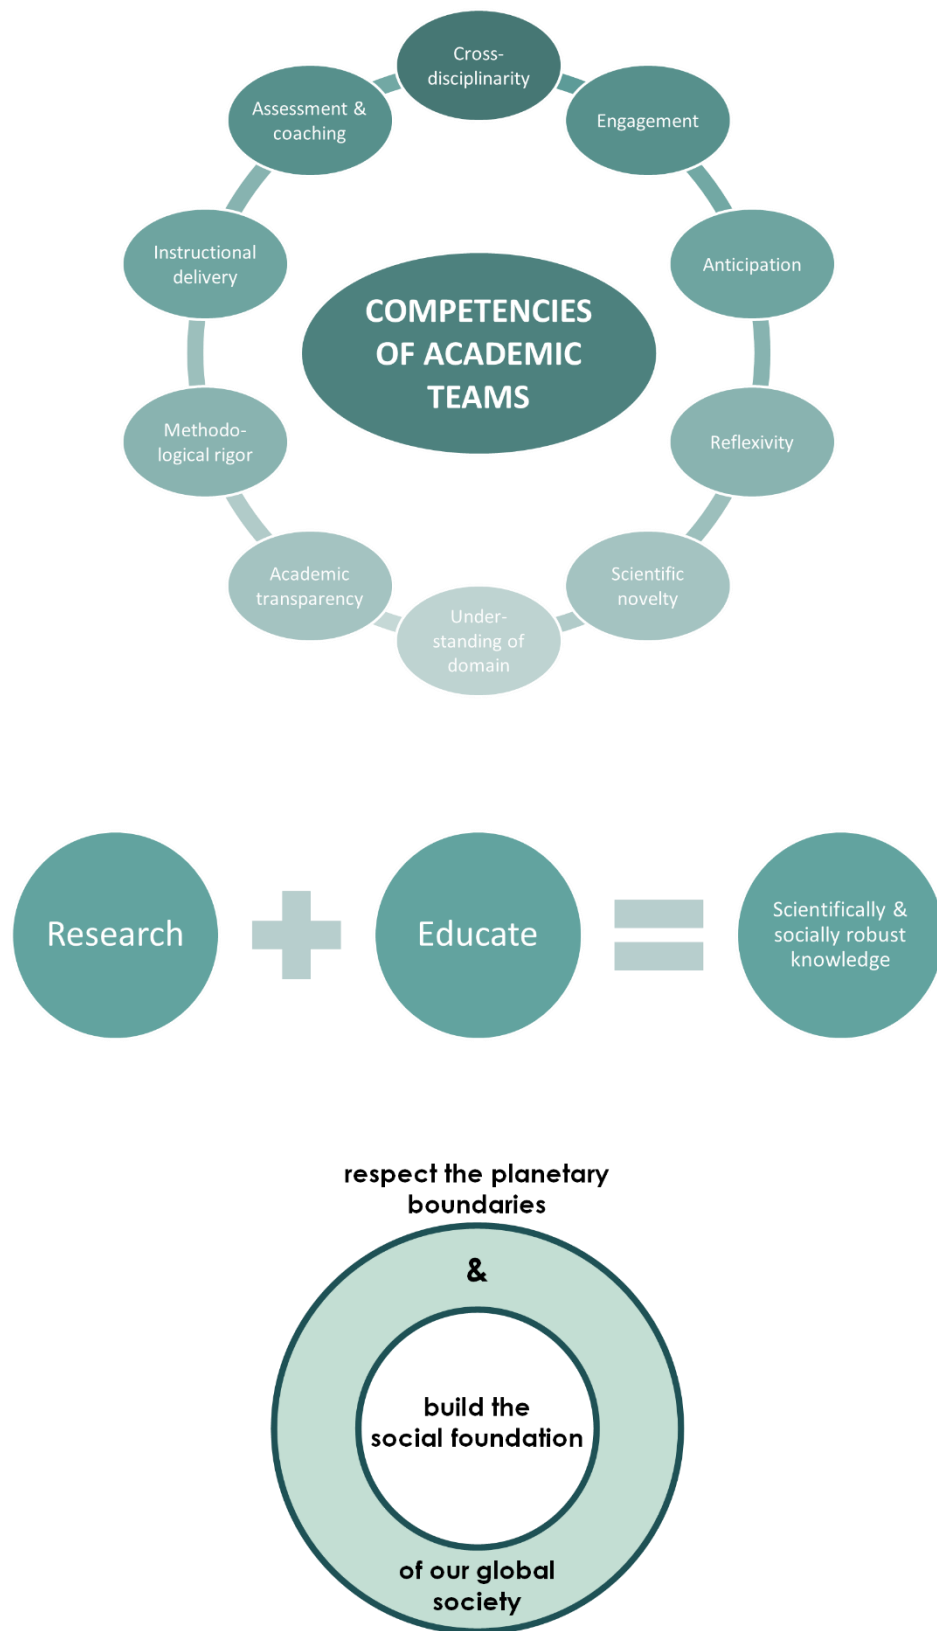 Cross-
disciplinarity
Engagement
Anticipation
Reflexivity
Scientific
novelty
Under-
standing of
domain
Academic
transparency
Methodo-
logical rigor
Instructional
delivery
Assessment &
coaching
COMPETENCIES
OF ACADEMIC
TEAMS
Research
+
Educate
=
Scientifically &
socially robust
knowledge
respect the planetary
boundaries
&
build the
social foundation
of our global
society